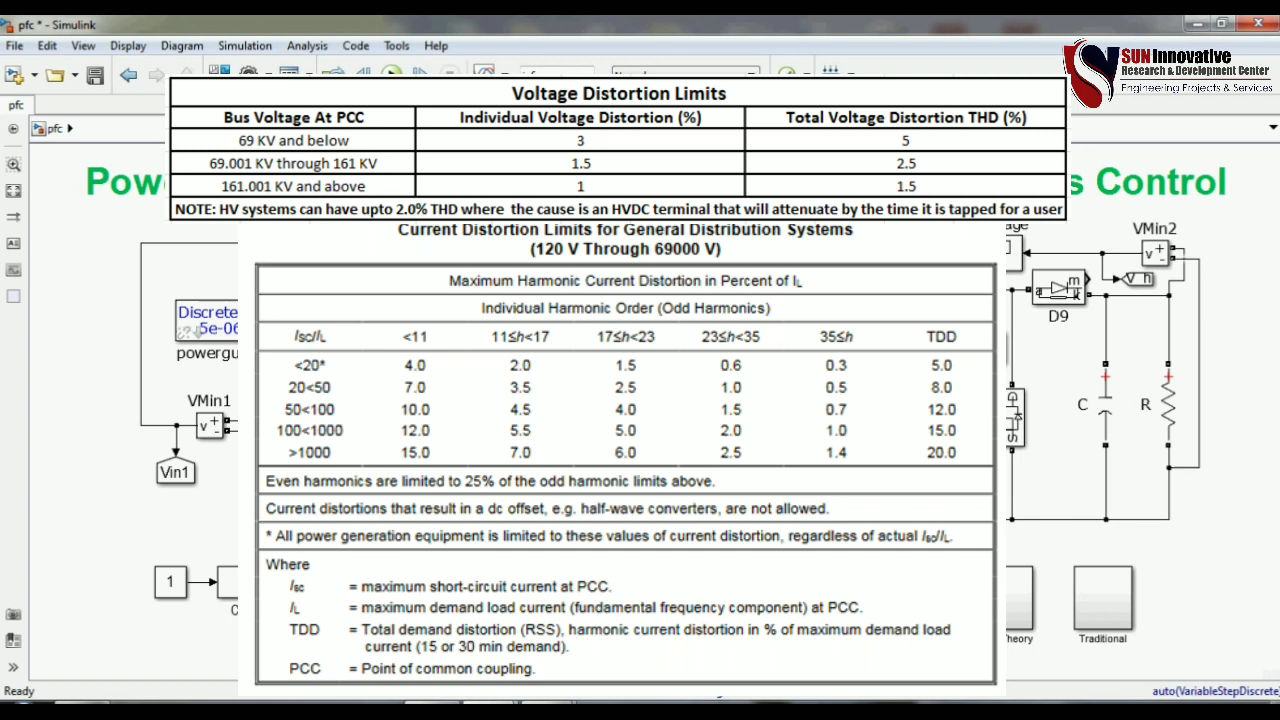 pfc * - Simulink
File Edit View Display Diagram Simulation Analysis Code Tools Help
SUN Innovative
Research & Development Center
Engineering Projects & Services
pfc
pfc
Voltage Distortion Limits
Bus Voltage At PCC Individual Voltage Distortion (%) Total Voltage Distortion THD (%)
69 KV and below 3 5
69.001 KV through 161 KV 1.5 2.5
161.001 KV and above 1 1.5
NOTE: HV systems can have upto 2.0% THD where the cause is an HVDC terminal that will attenuate by the time it is tapped for a user
Control
Current Distortion Limits for General Distribution Systems
(120 V Through 69000 V)
Maximum Harmonic Current Distortion in Percent of IL
Individual Harmonic Order (Odd Harmonics)
ISC/IL <11 11≤h<17 17≤h<23 23≤h<35 35≤h TDD
<20* 4.0 2.0 1.5 0.6 0.3 5.0
20<50 7.0 3.5 2.5 1.0 0.5 8.0
50<100 10.0 4.5 4.0 1.5 0.7 12.0
100<1000 12.0 5.5 5.0 2.0 1.0 15.0
>1000 15.0 7.0 6.0 2.5 1.4 20.0
Even harmonics are limited to 25% of the odd harmonic limits above.
Current distortions that result in a dc offset, e.g. half-wave converters, are not allowed.
* All power generation equipment is limited to these values of current distortion, regardless of actual Isc/IL.
Where
Isc = maximum short-circuit current at PCC.
IL = maximum demand load current (fundamental frequency component) at PCC.
TDD = Total demand distortion (RSS), harmonic current distortion in % of maximum demand load
current (15 or 30 min demand).
PCC = Point of common coupling.
Discrete
5e-06
VMin1
v + -
Vin1
1
VMin2
v + -
m
a k
D9
C
R
Traditional
Ready
auto(VariableStepDiscrete)